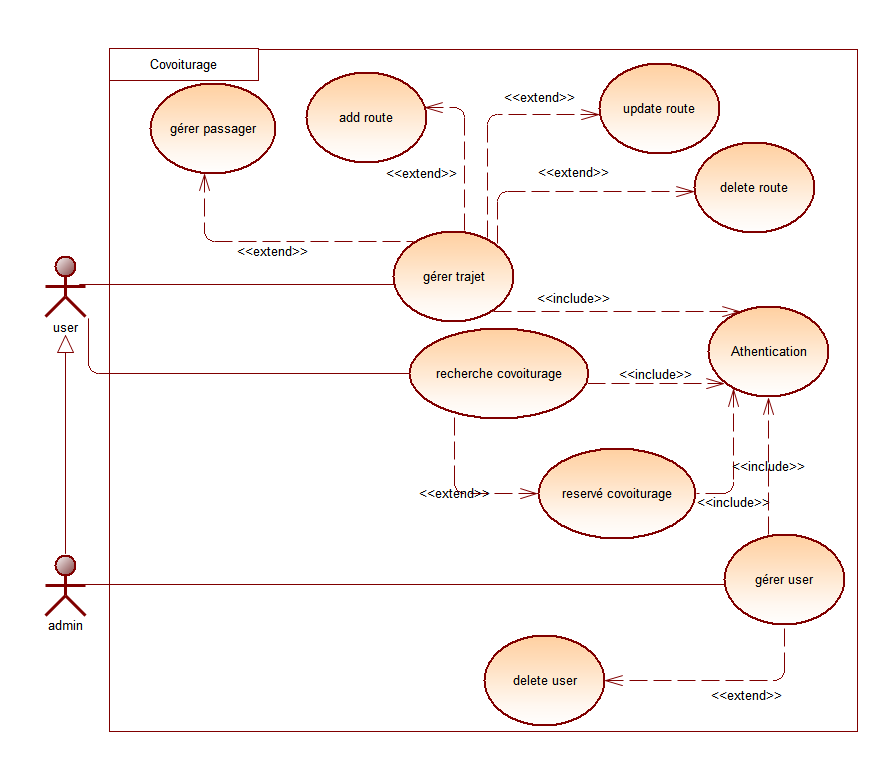 Covoiturage
gérer passager
add route
<<extend>>
update route
<<extend>>
<<extend>>
delete route
<<extend>>
gérer trajet
<<include>>
user
Athentication
recherche covoiturage
<<include>>
<<extend>>
reservé covoiturage
<<include>>
<<include>>
gérer user
admin
delete user
<<extend>>